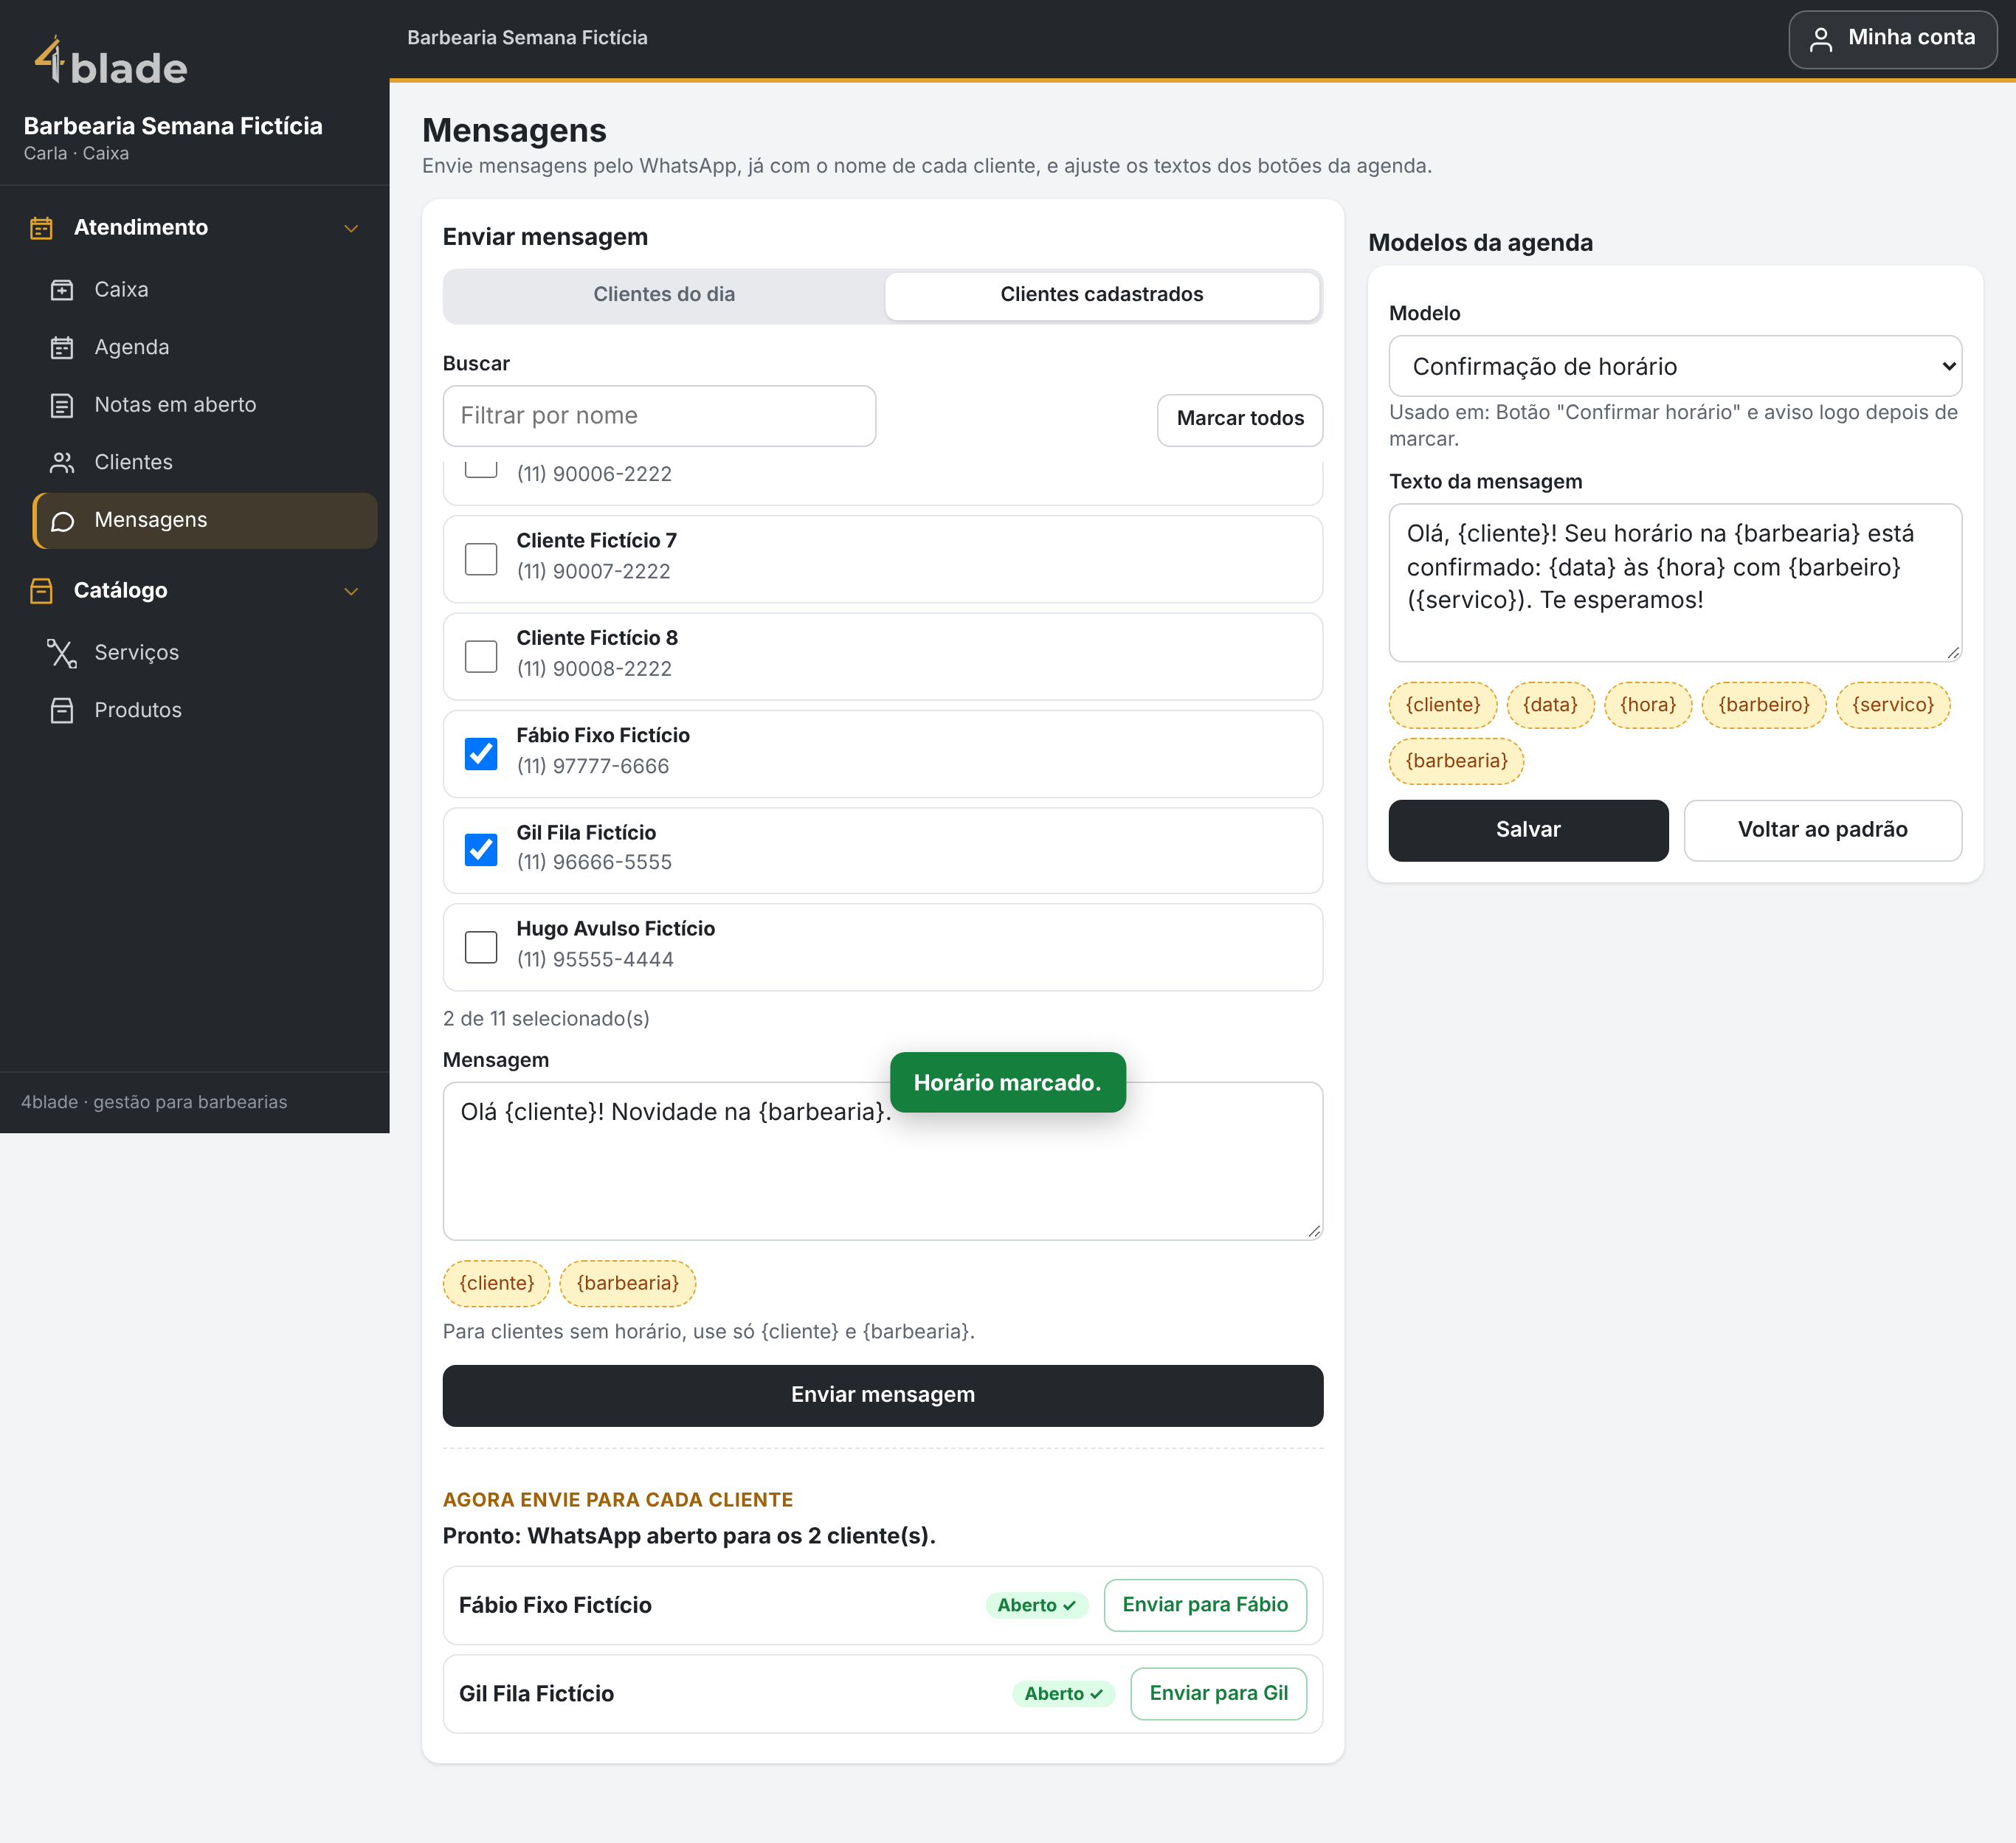 4blade
Barbearia Semana Fictícia
Carla · Caixa
Atendimento
Caixa
Agenda
Notas em aberto
Clientes
Mensagens
Catálogo
Serviços
Produtos
4blade · gestão para barbearias
Barbearia Semana Fictícia
Minha conta
Mensagens
Envie mensagens pelo WhatsApp, já com o nome de cada cliente, e ajuste os textos dos botões da agenda.
Enviar mensagem
Clientes do dia
Clientes cadastrados
Buscar
Filtrar por nome
Marcar todos
(11) 90006-2222
Cliente Fictício 7
(11) 90007-2222
Cliente Fictício 8
(11) 90008-2222
Fábio Fixo Fictício
(11) 97777-6666
Gil Fila Fictício
(11) 96666-5555
Hugo Avulso Fictício
(11) 95555-4444
2 de 11 selecionado(s)
Mensagem
Horário marcado.
Olá {cliente}! Novidade na {barbearia}.
{cliente}
{barbearia}
Para clientes sem horário, use só {cliente} e {barbearia}.
Enviar mensagem
AGORA ENVIE PARA CADA CLIENTE
Pronto: WhatsApp aberto para os 2 cliente(s).
Fábio Fixo Fictício
Aberto ✓
Enviar para Fábio
Gil Fila Fictício
Aberto ✓
Enviar para Gil
Modelos da agenda
Modelo
Confirmação de horário
Usado em: Botão "Confirmar horário" e aviso logo depois de
marcar.
Texto da mensagem
Olá, {cliente}! Seu horário na {barbearia} está
confirmado: {data} às {hora} com {barbeiro}
({servico}). Te esperamos!
{cliente}
{data}
{hora}
{barbeiro}
{servico}
{barbearia}
Salvar
Voltar ao padrão